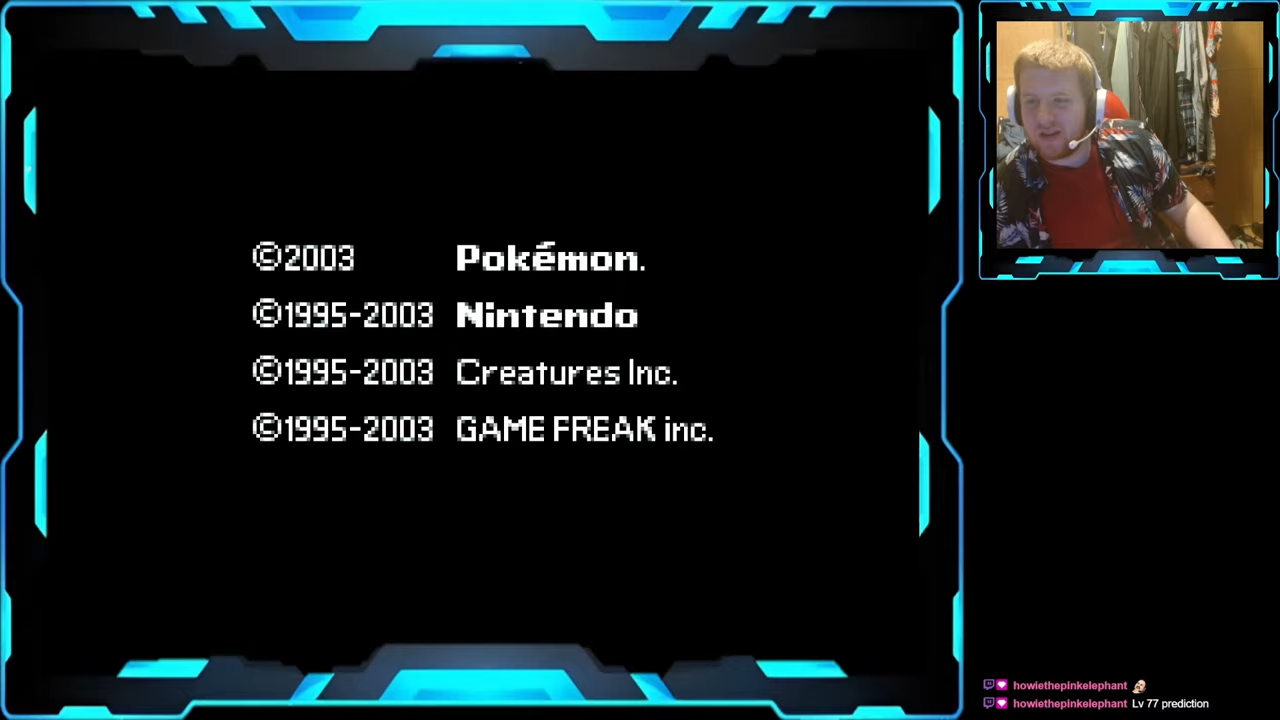 ©2003 Pokémon.
©1995-2003 Nintendo
©1995-2003 Creatures Inc.
©1995-2003 GAME FREAK inc.
howiethepinkelephant
howiethepinkelephant Lv 77 prediction